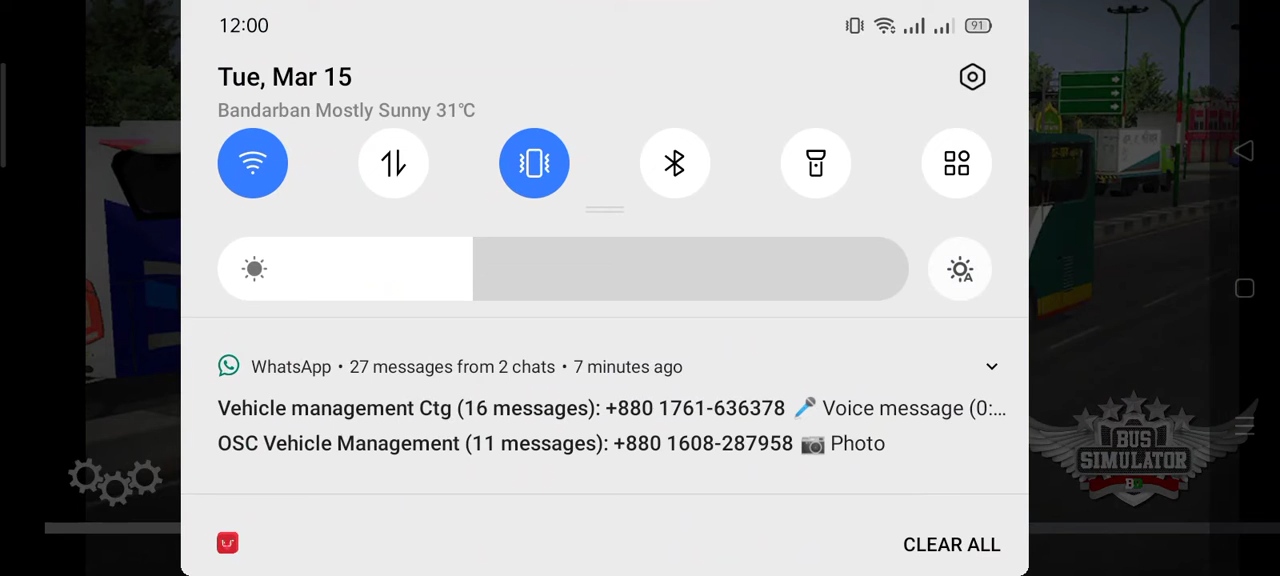 12:00
91
Tue, Mar 15
Bandarban Mostly Sunny 31℃
A
WhatsApp • 27 messages from 2 chats • 7 minutes ago
Vehicle management Ctg (16 messages): +880 1761-636378 🎤 Voice message (0:...
OSC Vehicle Management (11 messages): +880 1608-287958 📷 Photo
BUS
SIMULATOR
CLEAR ALL